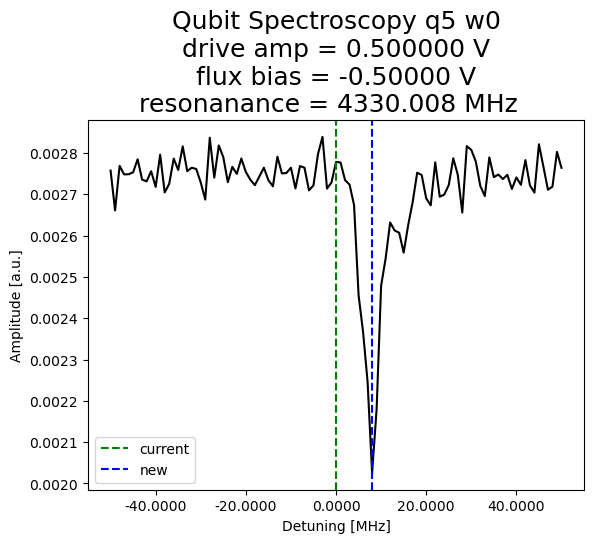 Qubit Spectroscopy q5 w0
drive amp = 0.500000 V
flux bias = -0.50000 V
resonanance = 4330.008 MHz
0.0028
0.0027
0.0026
0.0025
0.0024
0.0023
0.0022
0.0021
0.0020
Amplitude [a.u.]
current
new
-40.0000 -20.0000 0.0000 20.0000 40.0000
Detuning [MHz]